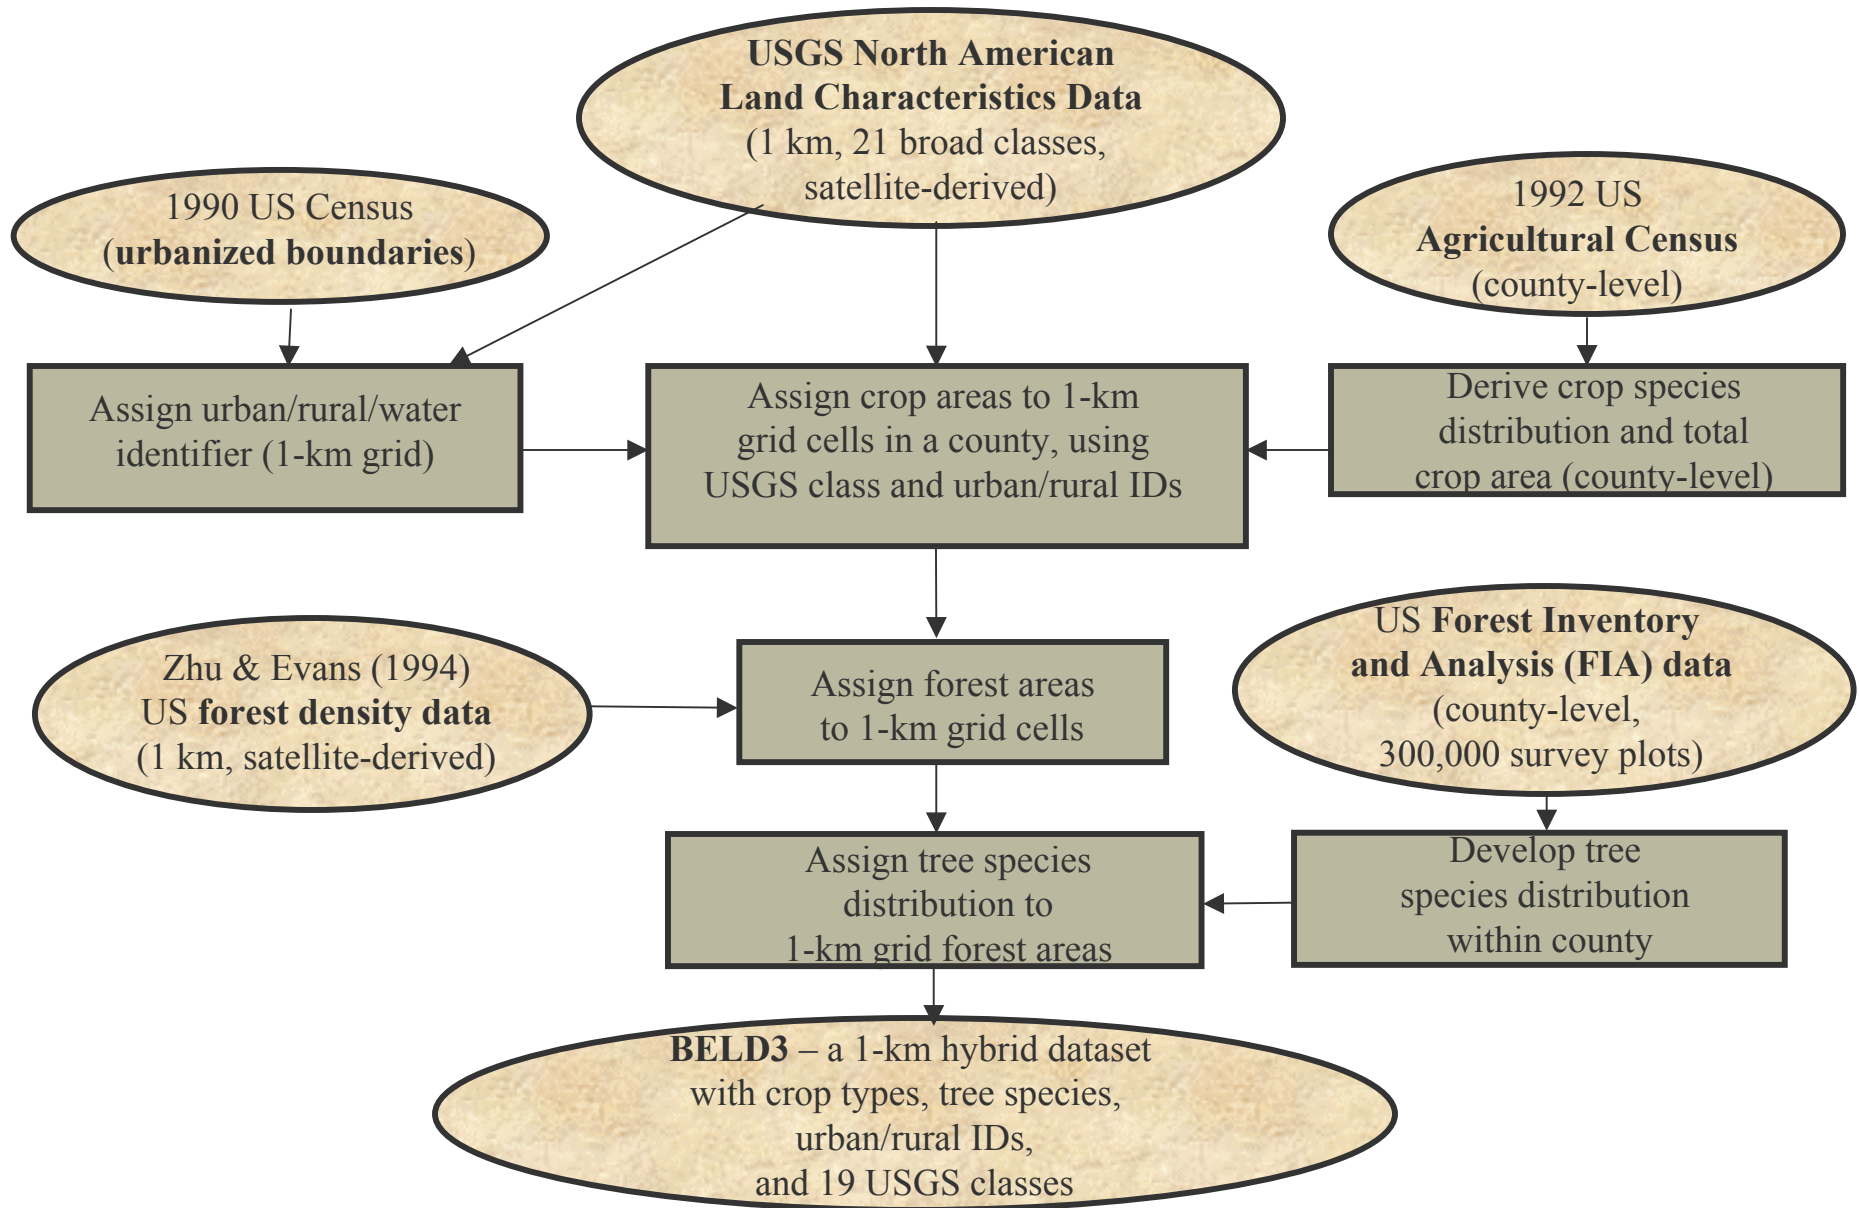 USGS North American
Land Characteristics Data
(1 km, 21 broad classes,
satellite-derived)
1990 US Census
(urbanized boundaries)
1992 US
Agricultural Census
(county-level)
Assign urban/rural/water
identifier (1-km grid)
Assign crop areas to 1-km
grid cells in a county, using
USGS class and urban/rural IDs
Derive crop species
distribution and total
crop area (county-level)
Zhu & Evans (1994)
US forest density data
(1 km, satellite-derived)
Assign forest areas
to 1-km grid cells
US Forest Inventory
and Analysis (FIA) data
(county-level,
300,000 survey plots)
Assign tree species
distribution to
1-km grid forest areas
Develop tree
species distribution
within county
BELD3 – a 1-km hybrid dataset
with crop types, tree species,
urban/rural IDs,
and 19 USGS classes